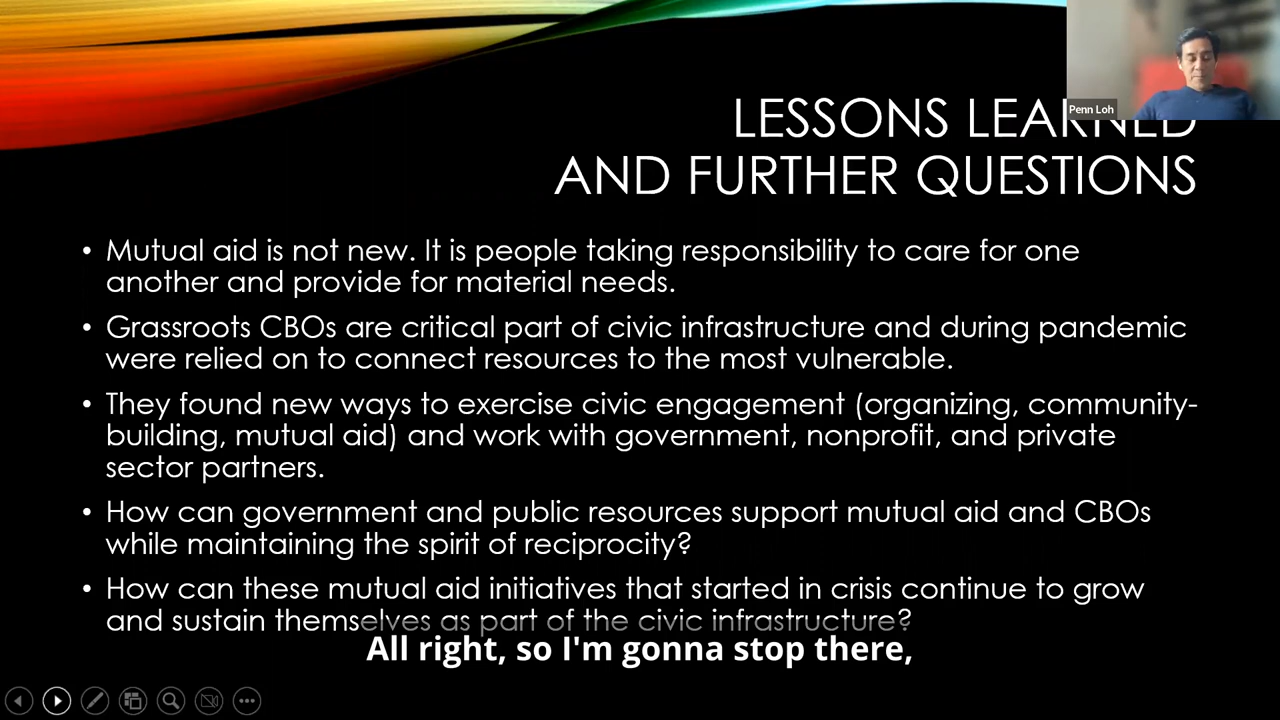 Penn Loh
LESSONS LEARNED
AND FURTHER QUESTIONS
• Mutual aid is not new. It is people taking responsibility to care for one
another and provide for material needs.
• Grassroots CBOs are critical part of civic infrastructure and during pandemic
were relied on to connect resources to the most vulnerable.
• They found new ways to exercise civic engagement (organizing, community-
building, mutual aid) and work with government, nonprofit, and private
sector partners.
• How can government and public resources support mutual aid and CBOs
while maintaining the spirit of reciprocity?
• How can these mutual aid initiatives that started in crisis continue to grow
and sustain themselves as part of the civic infrastructure?
All right, so I'm gonna stop there,